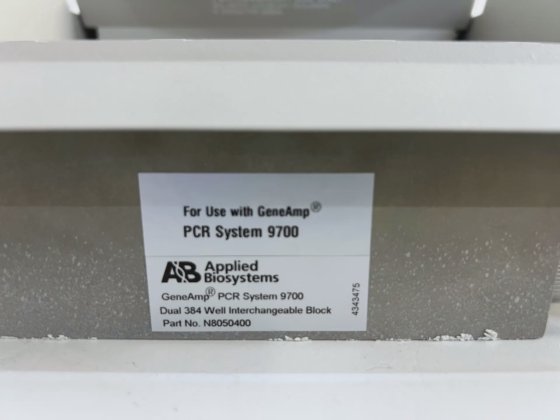 For Use with GeneAmp®
PCR System 9700
AB Applied
Biosystems
GeneAmp® PCR System 9700
Dual 384 Well Interchangeable Block
Part No. N8050400
4343475